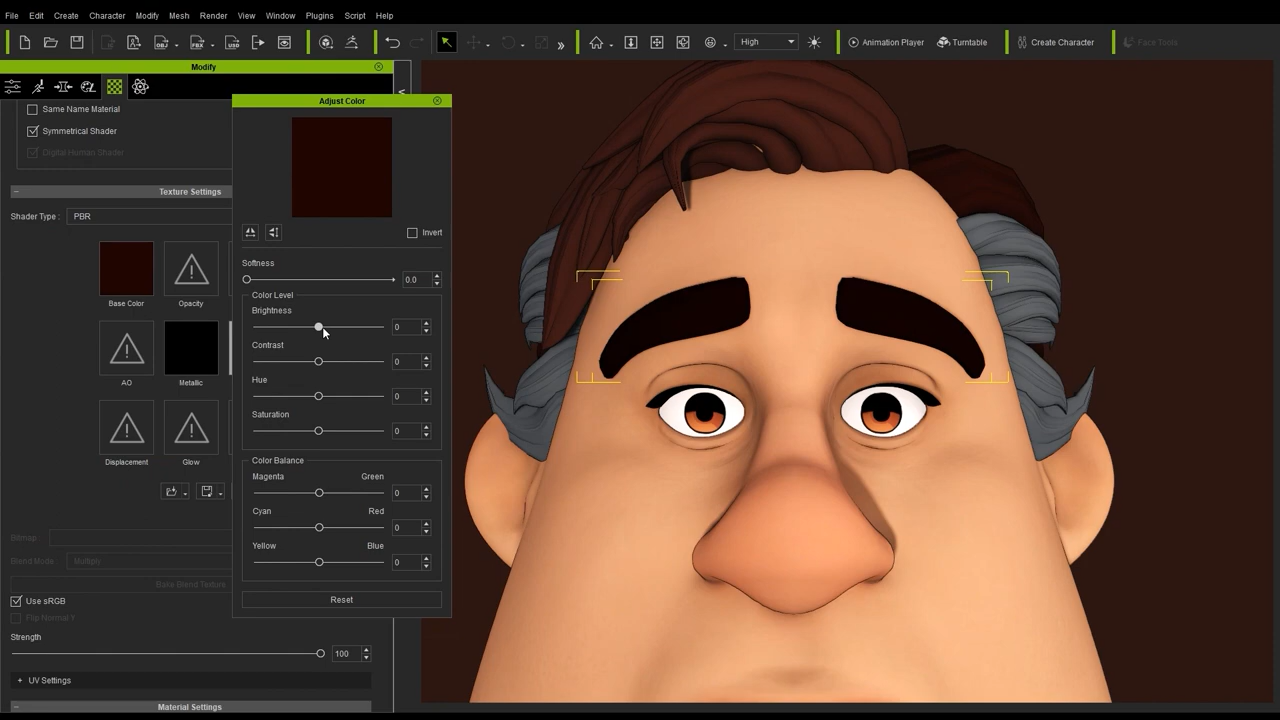 File Edit Create Character Modify Mesh Render View Window Plugins Script Help
OBJ FBX USD High Animation Player Turntable Create Character Face Tools
Modify
<
Adjust Color
Same Name Material
Symmetrical Shader
Digital Human Shader
Texture Settings
Shader Type : PBR
Invert
Base Color Opacity
Softness
0.0
Color Level
Brightness
0
Contrast
0
AO Metallic
Hue
0
Saturation
0
Displacement Glow
Color Balance
Magenta Green
0
Cyan Red
0
Bitmap:
Yellow Blue
0
Blend Mode: Multiply
Bake Blend Texture
Use sRGB
Reset
Flip Normal Y
Strength
100
+ UV Settings
Material Settings